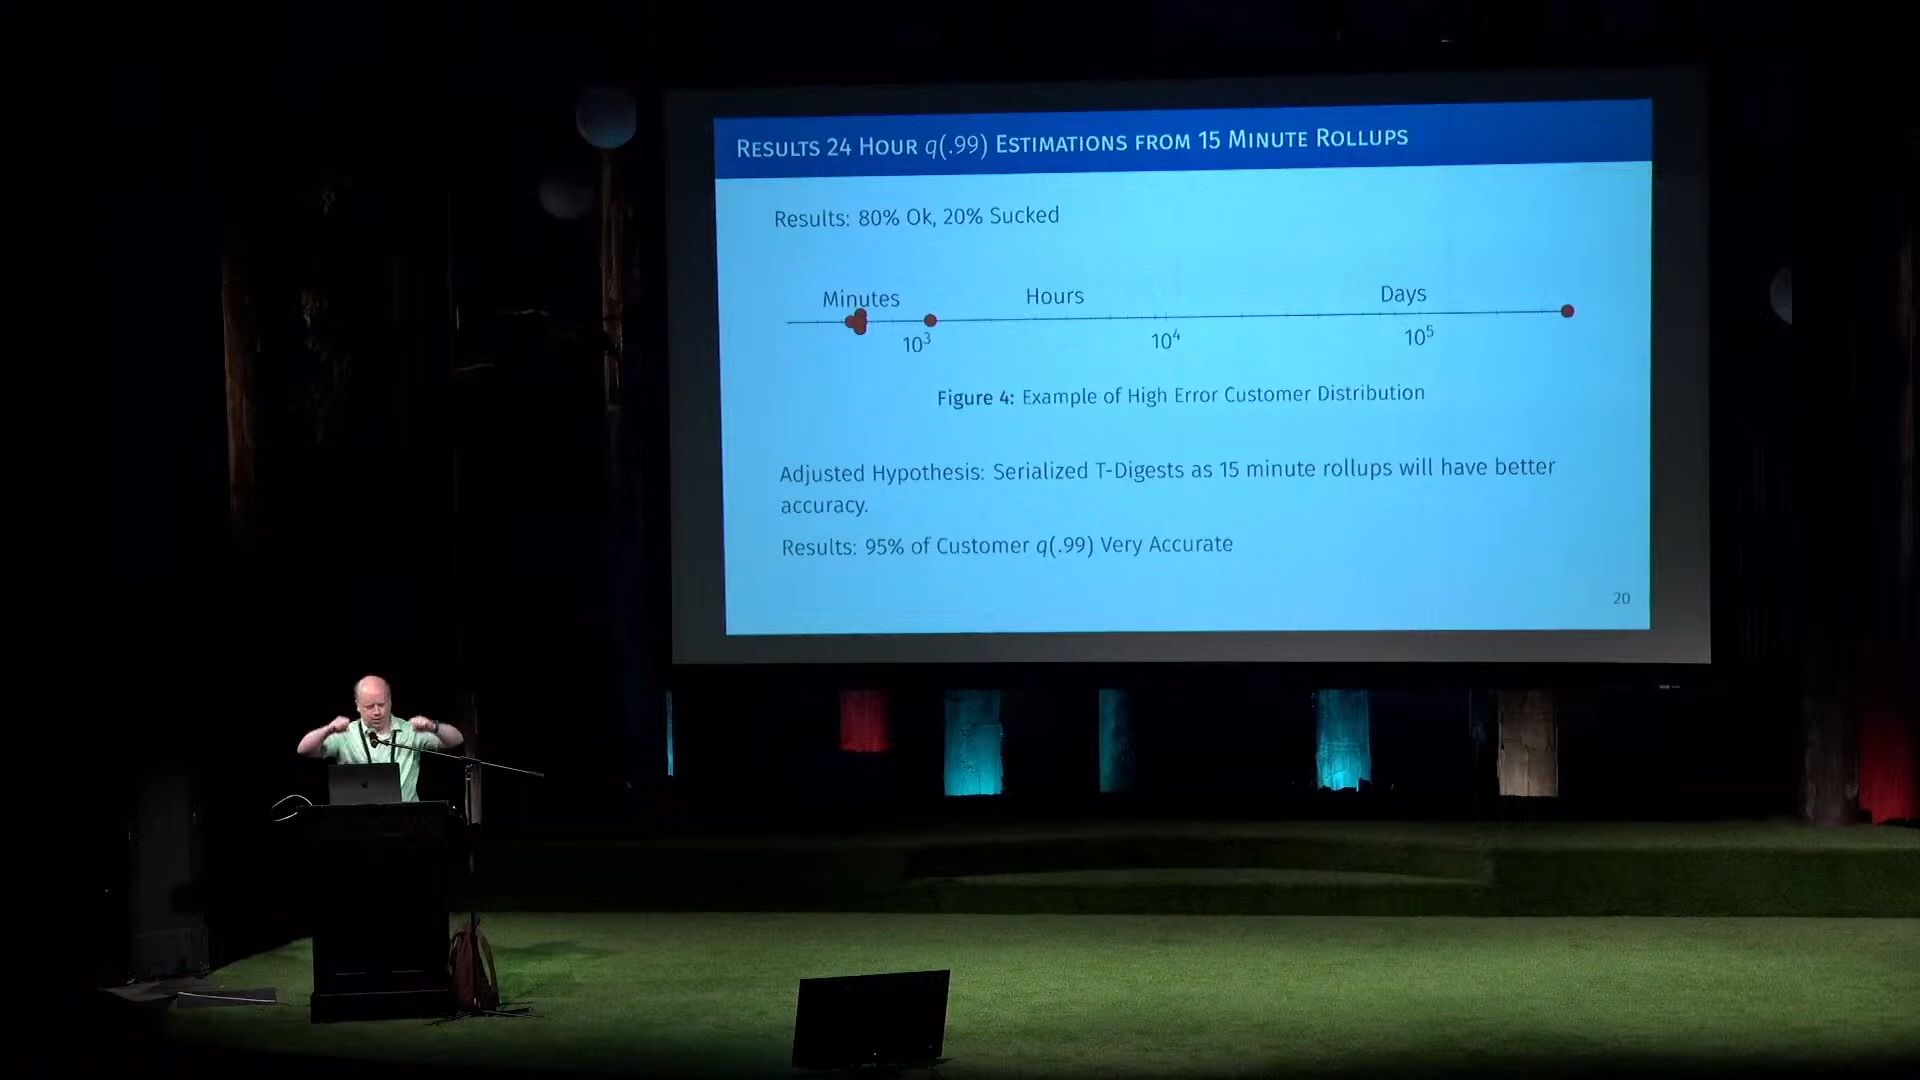 Results 24 Hour q(.99) Estimations from 15 Minute Rollups
Results: 80% Ok, 20% Sucked
Minutes Hours Days
10³ 10⁴ 10⁵
Figure 4: Example of High Error Customer Distribution
Adjusted Hypothesis: Serialized T-Digests as 15 minute rollups will have better
accuracy.
Results: 95% of Customer q(.99) Very Accurate
20